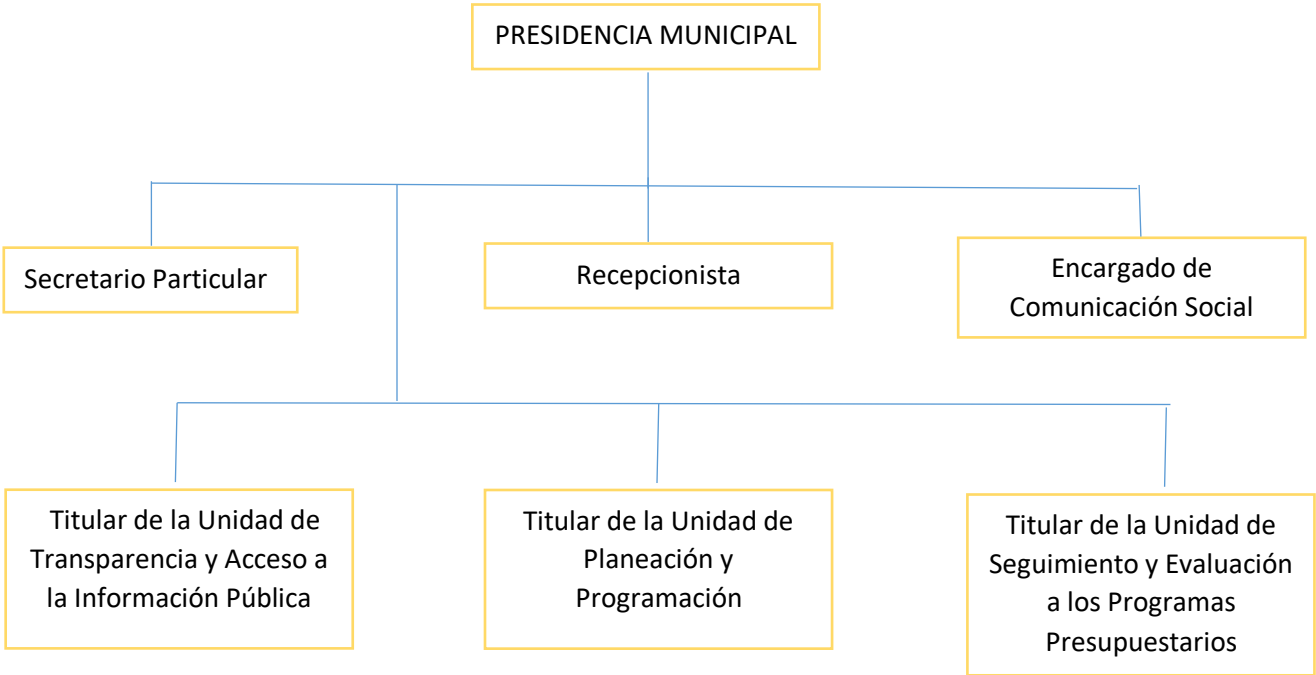 PRESIDENCIA MUNICIPAL
Secretario Particular
Recepcionista
Encargado de
Comunicación Social
Titular de la Unidad de
Transparencia y Acceso a
la Información Pública
Titular de la Unidad de
Planeación y
Programación
Titular de la Unidad de
Seguimiento y Evaluación
a los Programas
Presupuestarios